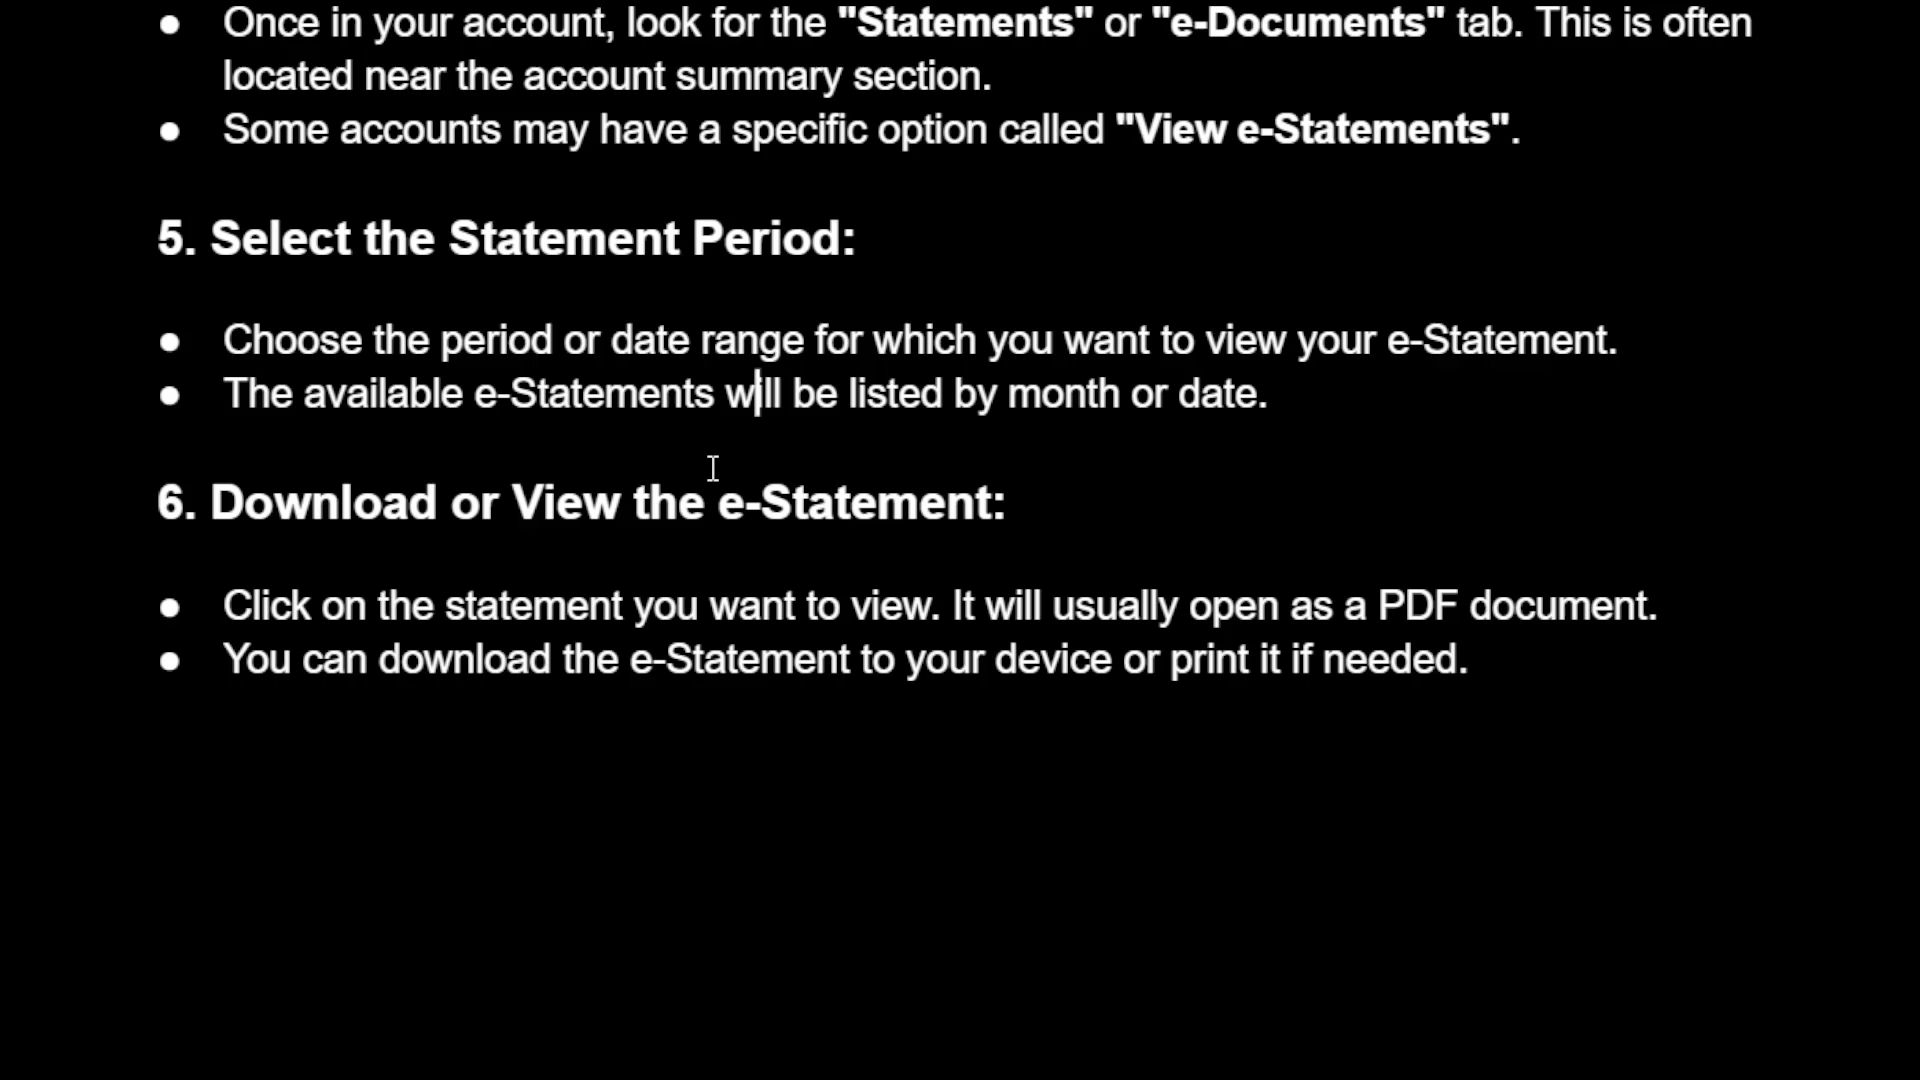 ● Once in your account, look for the "Statements" or "e-Documents" tab. This is often
located near the account summary section.
● Some accounts may have a specific option called "View e-Statements".
5. Select the Statement Period:
● Choose the period or date range for which you want to view your e-Statement.
● The available e-Statements will be listed by month or date.
6. Download or View the e-Statement:
● Click on the statement you want to view. It will usually open as a PDF document.
● You can download the e-Statement to your device or print it if needed.